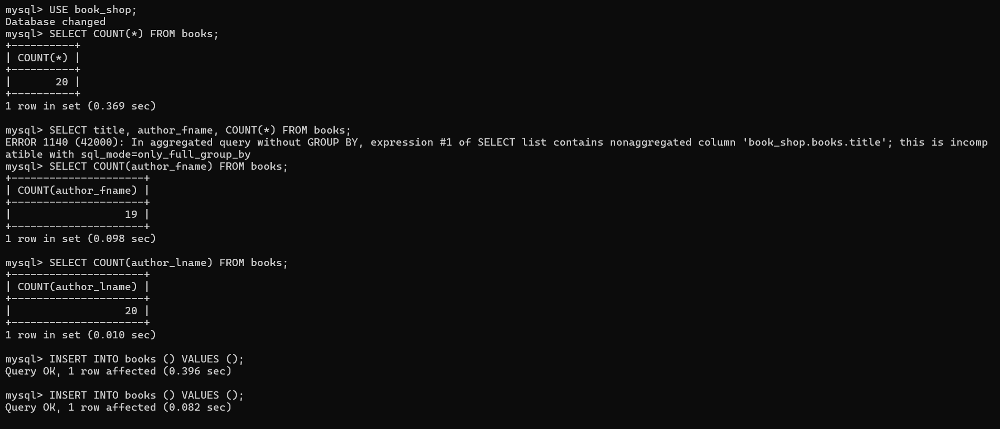 mysql> USE book_shop;
Database changed
mysql> SELECT COUNT(*) FROM books;
+----------+
| COUNT(*) |
+----------+
|       20 |
+----------+
1 row in set (0.369 sec)

mysql> SELECT title, author_fname, COUNT(*) FROM books;
ERROR 1140 (42000): In aggregated query without GROUP BY, expression #1 of SELECT list contains nonaggregated column 'book_shop.books.title'; this is incomp
atible with sql_mode=only_full_group_by
mysql> SELECT COUNT(author_fname) FROM books;
+---------------------+
| COUNT(author_fname) |
+---------------------+
|                  19 |
+---------------------+
1 row in set (0.098 sec)

mysql> SELECT COUNT(author_lname) FROM books;
+---------------------+
| COUNT(author_lname) |
+---------------------+
|                  20 |
+---------------------+
1 row in set (0.010 sec)

mysql> INSERT INTO books () VALUES ();
Query OK, 1 row affected (0.396 sec)

mysql> INSERT INTO books () VALUES ();
Query OK, 1 row affected (0.082 sec)